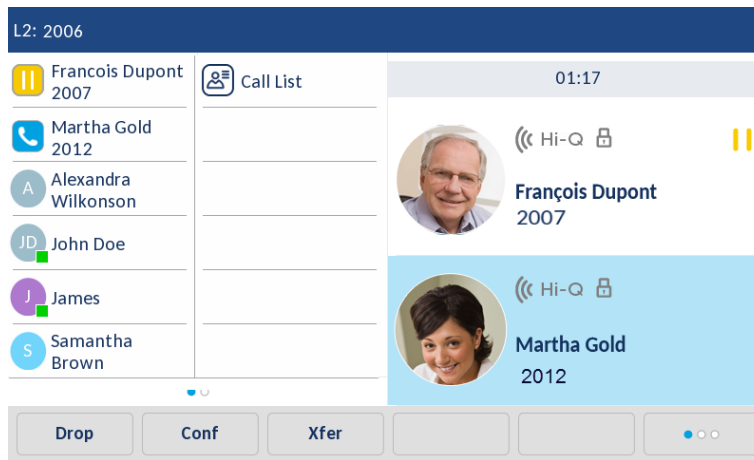 L2: 2006
Francois Dupont
2007
Martha Gold
2012
A
Alexandra
Wilkonson
JD
John Doe
J
James
S
Samantha
Brown
Call List
01:17
Hi-Q
François Dupont
2007
Hi-Q
Martha Gold
2012
Drop
Conf
Xfer